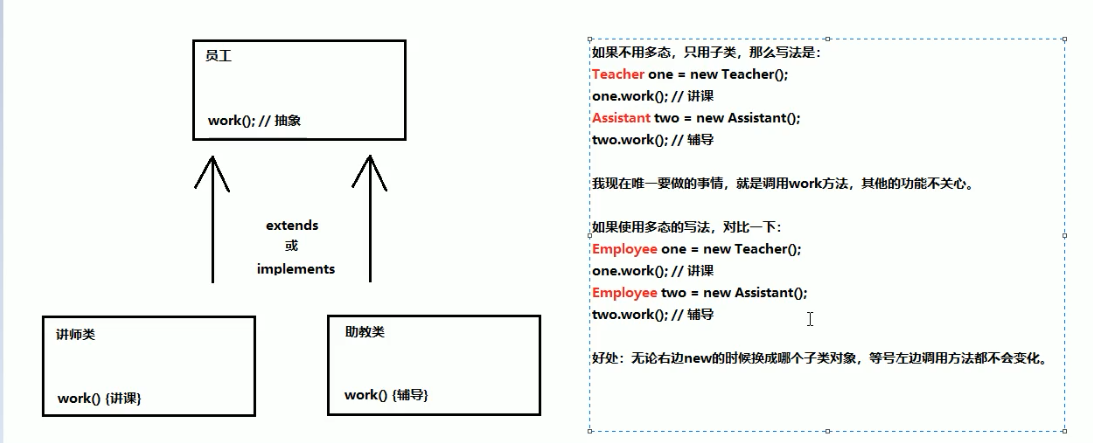 员工
work(); // 抽象
extends
或
implements
讲师类
work() {讲课}
助教类
work() {辅导}
如果不用多态，只用子类，那么写法是：
Teacher one = new Teacher();
one.work(); // 讲课
Assistant two = new Assistant();
two.work(); // 辅导
我现在唯一要做的事情，就是调用work方法，其他的功能不关心。
如果使用多态的写法，对比一下：
Employee one = new Teacher();
one.work(); // 讲课
Employee two = new Assistant();
two.work(); // 辅导
好处：无论右边new的时候换成哪个子类对象，等号左边调用方法都不会变化。